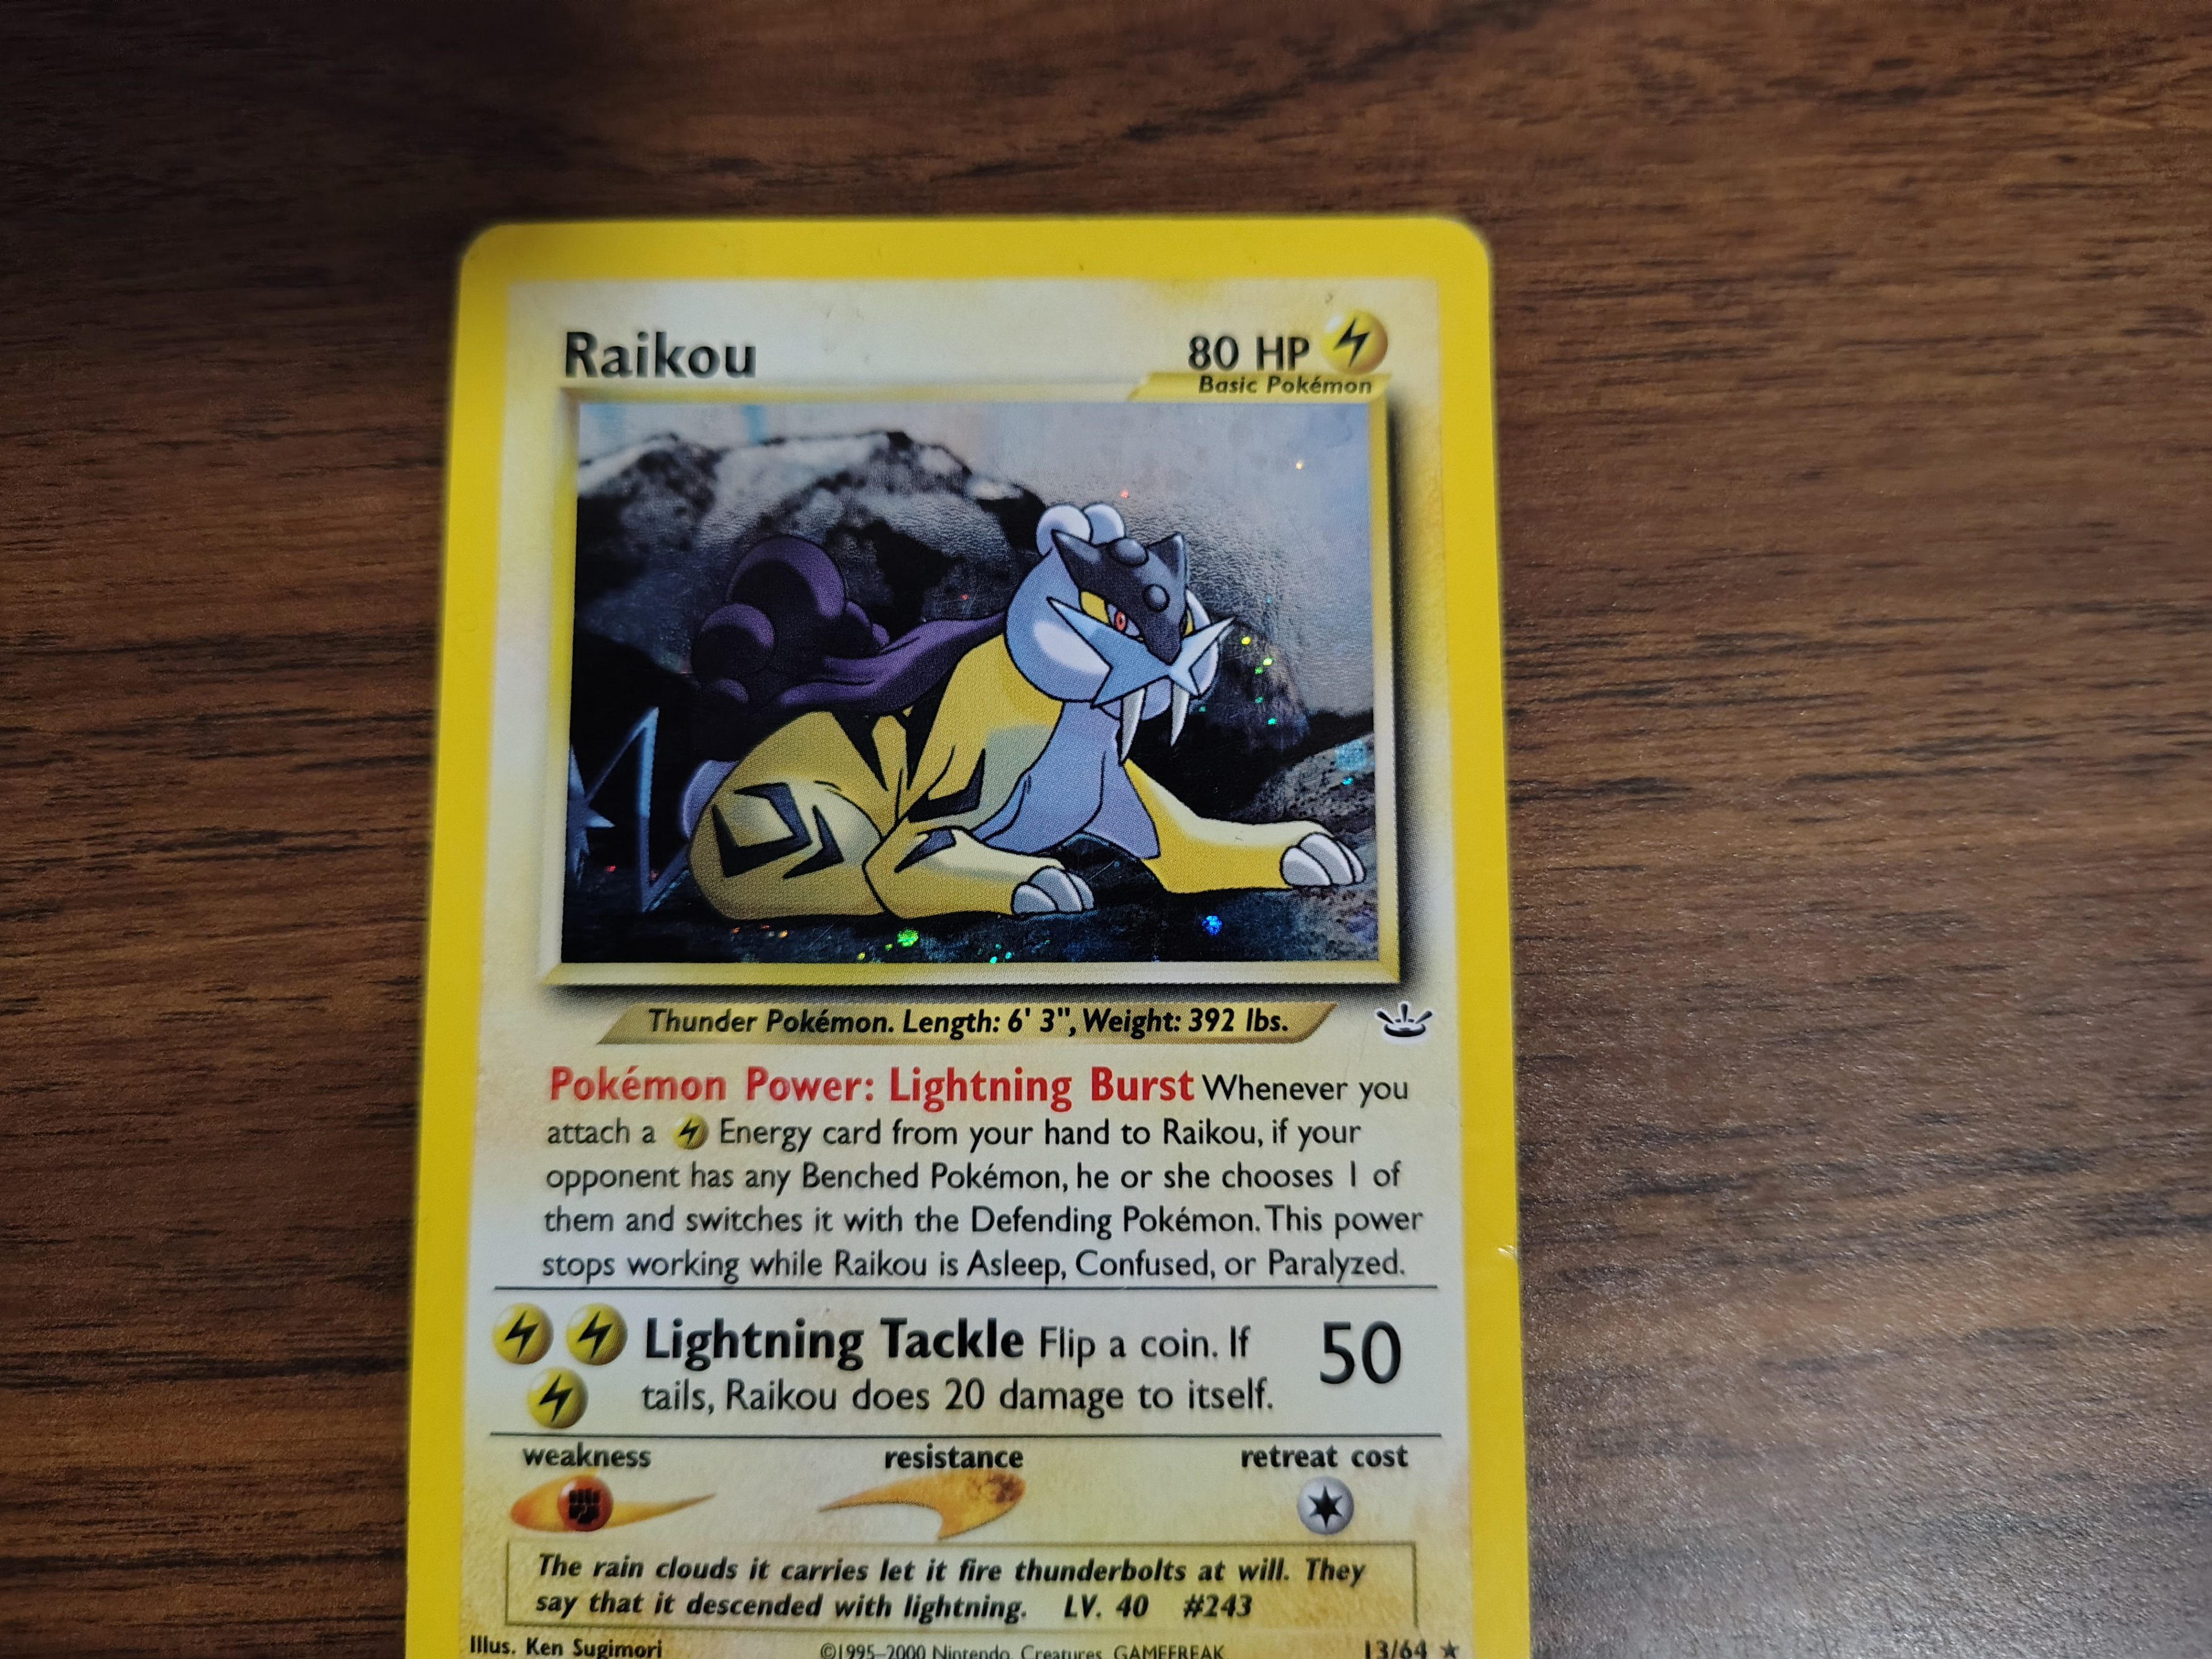 Raikou
80 HP
Basic Pokémon
Thunder Pokémon. Length: 6' 3", Weight: 392 lbs.
Pokémon Power: Lightning Burst Whenever you
attach a Energy card from your hand to Raikou, if your
opponent has any Benched Pokémon, he or she chooses 1 of
them and switches it with the Defending Pokémon. This power
stops working while Raikou is Asleep, Confused, or Paralyzed.
Lightning Tackle Flip a coin. If
tails, Raikou does 20 damage to itself.
50
weakness
resistance
retreat cost
The rain clouds it carries let it fire thunderbolts at will. They
say that it descended with lightning. LV. 40 #243
Illus. Ken Sugimori
©1995–2000 Nintendo, Creatures, GAMEFREAK
13/64 ★